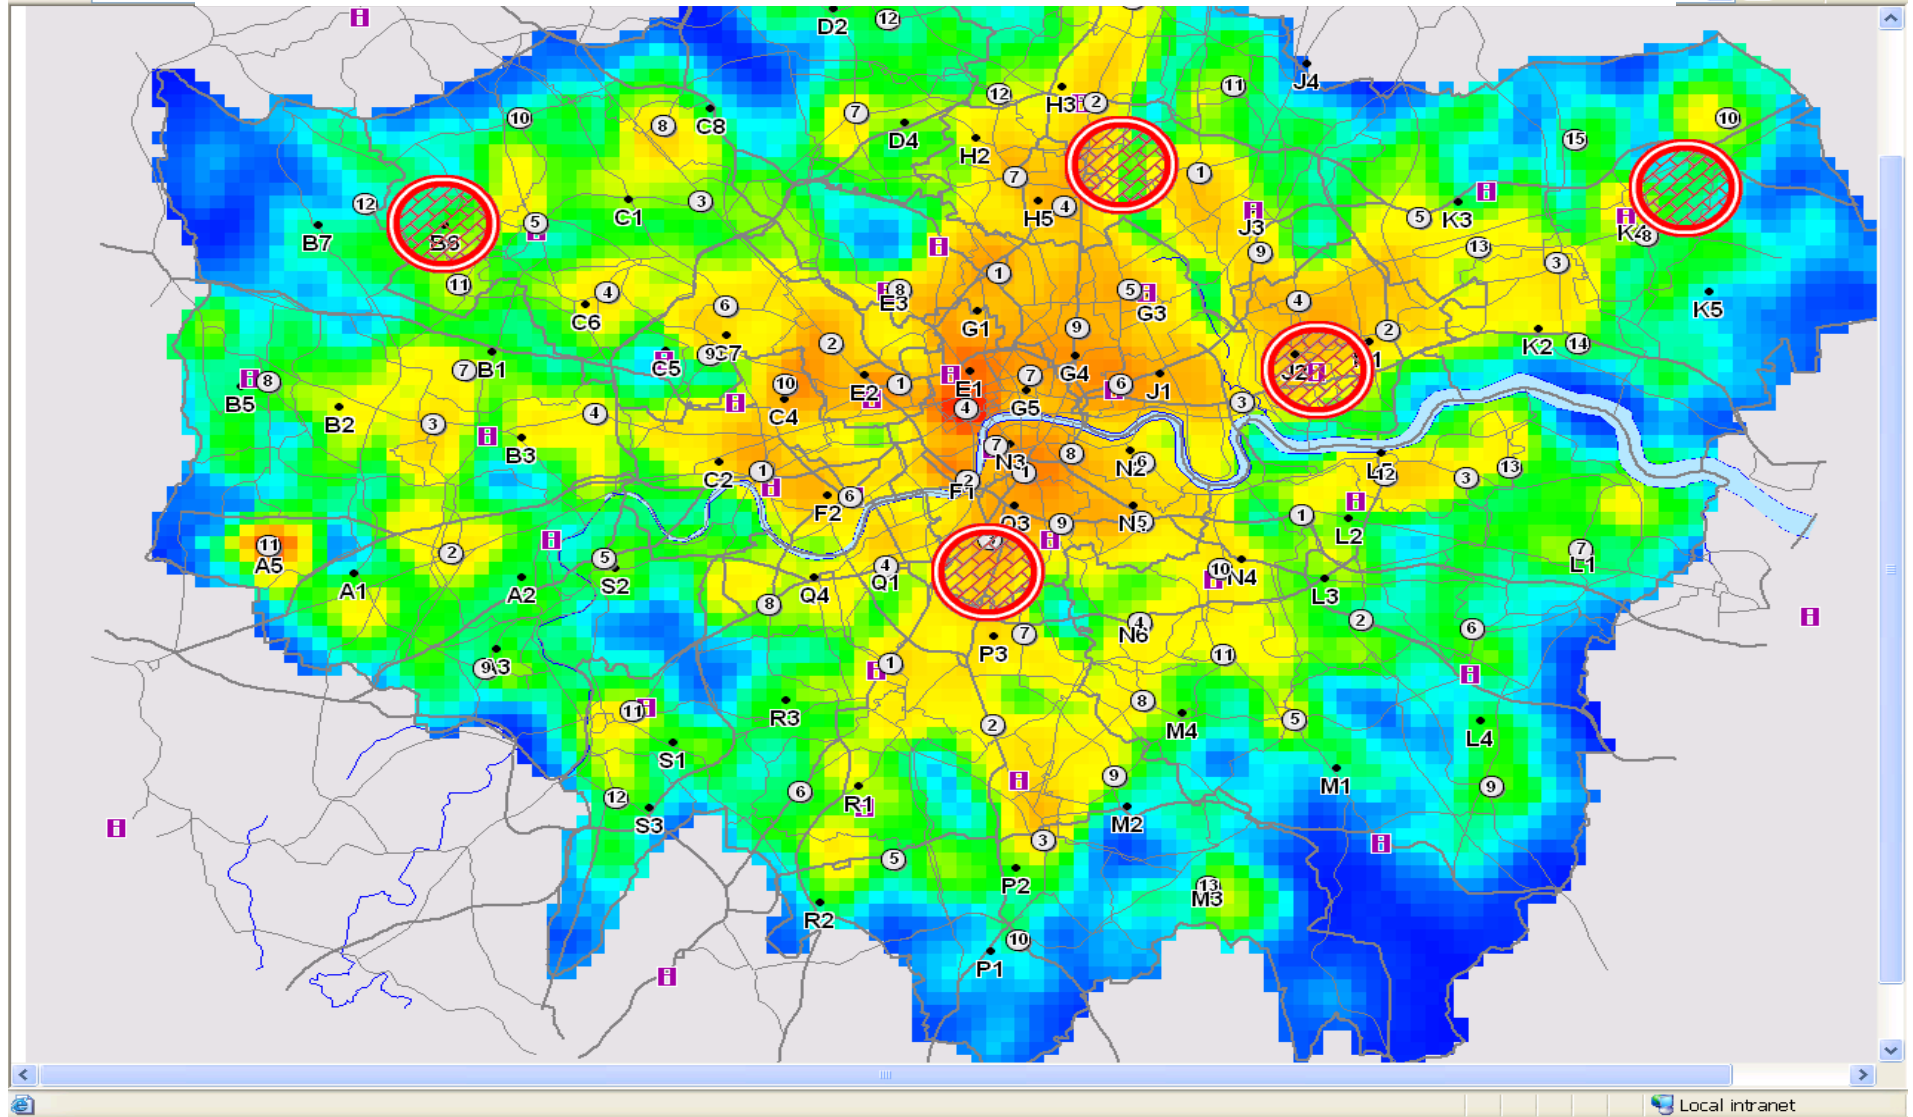 D2 12
J4
H3 2
12
11
10
8
C8
7
D4
H2
15
10
7
1
12
B7
B6
5
C1
3
H5
4
J3
9
5
K3
13
K4
8
11
4
C6
6
8
E3
1
G1
5
G3
4
3
K5
9
2
K2
14
C5
9
C7
2
G4
J2
7
B1
10
C4
E2
1
E1
7
G5
6
J1
B5
8
B2
3
4
4
3
B3
C2
1
7
N3
1
8
N2
6
L5
12
3
13
F2
6
2
F1
Q3
9
N5
1
L2
11
A5
2
5
S2
4
Q1
7
L1
A1
A2
Q4
10
N4
L3
8
P3
7
4
N6
2
6
9
A3
1
11
11
R3
2
8
M4
5
L4
S1
12
6
R1
9
M1
9
S3
M2
3
5
P2
13
M3
R2
10
P1
Local intranet